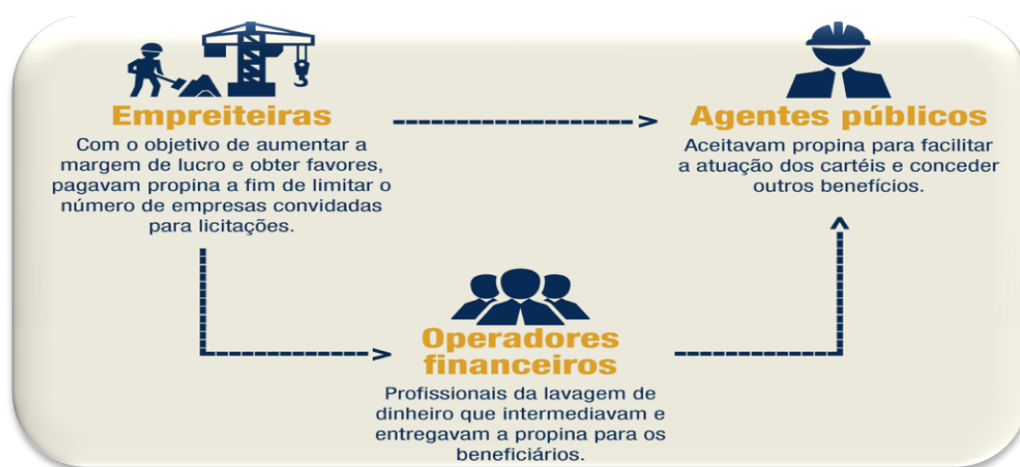 Empreiteiras
Com o objetivo de aumentar a
margem de lucro e obter favores,
pagavam propina a fim de limitar o
número de empresas convidadas
para licitações.
Agentes públicos
Aceitavam propina para facilitar
a atuação dos cartéis e conceder
outros benefícios.
Operadores
financeiros
Profissionais da lavagem de
dinheiro que intermediavam e
entregavam a propina para os
beneficiários.